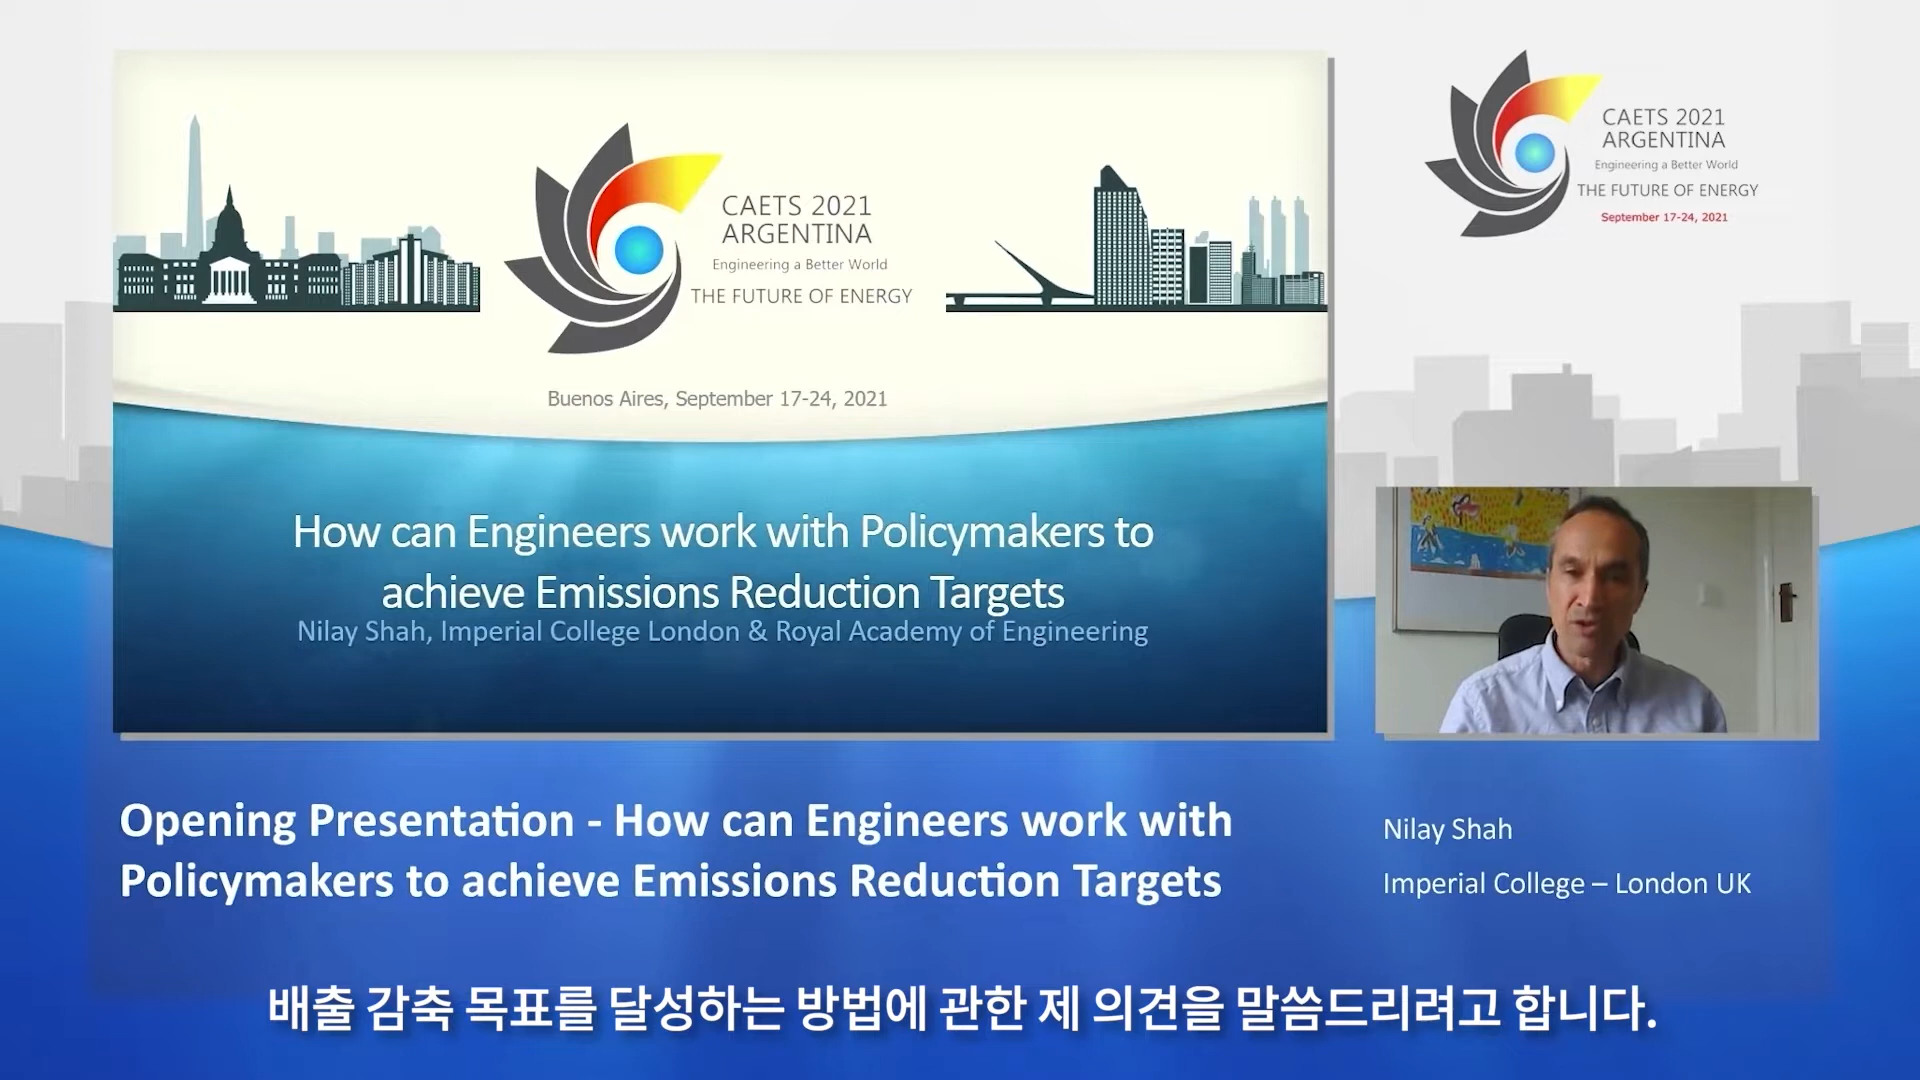 CAETS 2021
ARGENTINA
Engineering a Better World
THE FUTURE OF ENERGY
Buenos Aires, September 17-24, 2021
How can Engineers work with Policymakers to
achieve Emissions Reduction Targets
Nilay Shah, Imperial College London & Royal Academy of Engineering
CAETS 2021
ARGENTINA
Engineering a Better World
THE FUTURE OF ENERGY
September 17-24, 2021
Opening Presentation - How can Engineers work with
Policymakers to achieve Emissions Reduction Targets
Nilay Shah
Imperial College – London UK
배출 감축 목표를 달성하는 방법에 관한 제 의견을 말씀드리려고 합니다.